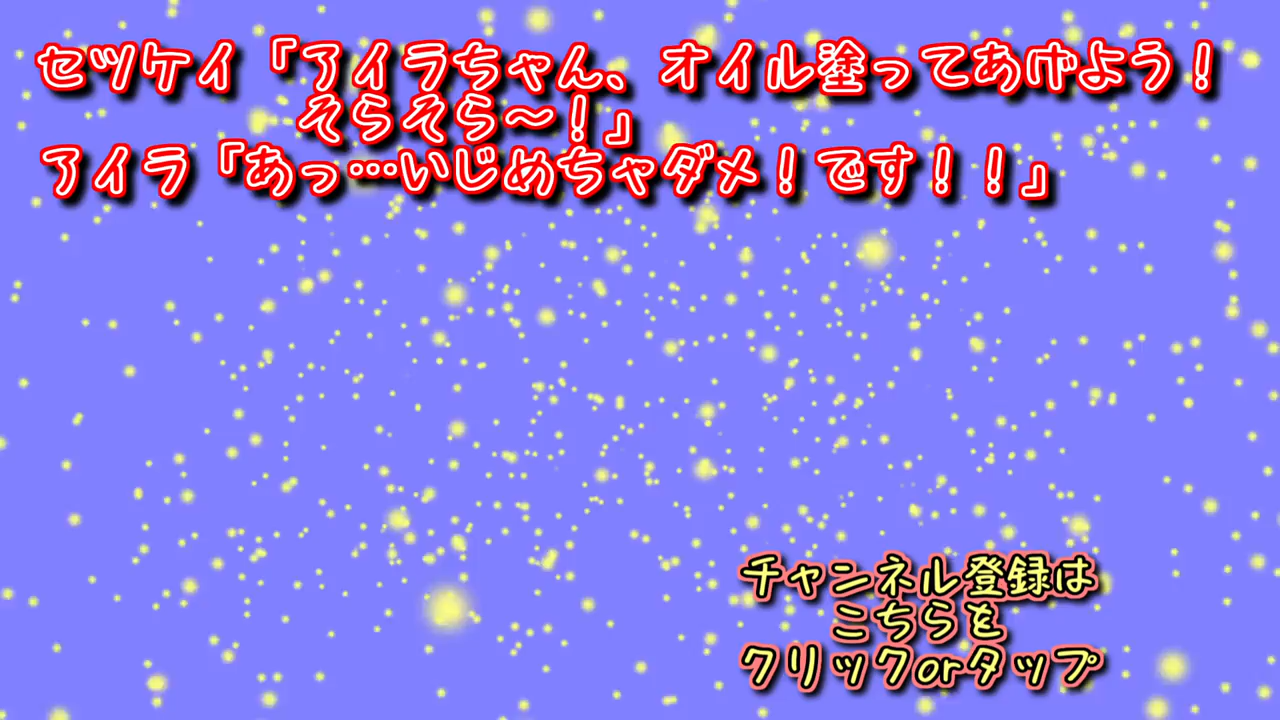 セツケイ「アイラちゃん、オイル塗ってあげよう！
そらそら～！」
アイラ「あっ…いじめちゃダメ！です！！」
チャンネル登録は
こちらを
クリックorタップ